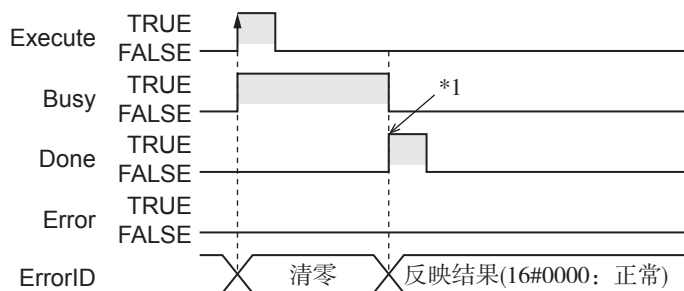 Execute TRUE
FALSE
Busy TRUE
FALSE
*1
Done TRUE
FALSE
Error TRUE
FALSE
ErrorID 清零 反映结果(16#0000：正常)